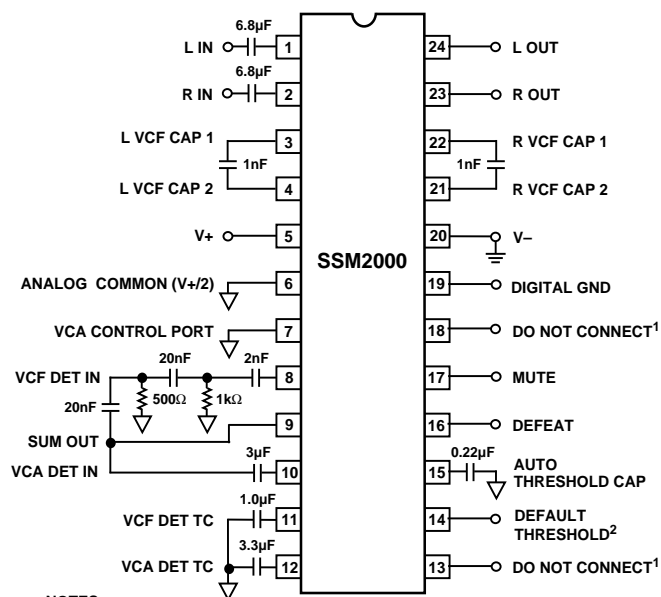 6.8µF
L IN
1
24
L OUT
6.8µF
R IN
2
23
R OUT
L VCF CAP 1
3
22
R VCF CAP 1
1nF
1nF
L VCF CAP 2
4
21
R VCF CAP 2
V+
5
20
V–
SSM2000
ANALOG COMMON (V+/2)
6
19
DIGITAL GND
VCA CONTROL PORT
7
18
DO NOT CONNECT1
20nF
2nF
VCF DET IN
8
17
MUTE
20nF
500Ω
1kΩ
SUM OUT
9
16
DEFEAT
3µF
0.22µF
VCA DET IN
10
15
AUTO
THRESHOLD CAP
1.0µF
VCF DET TC
11
14
DEFAULT
THRESHOLD2
3.3µF
VCA DET TC
12
13
DO NOT CONNECT1